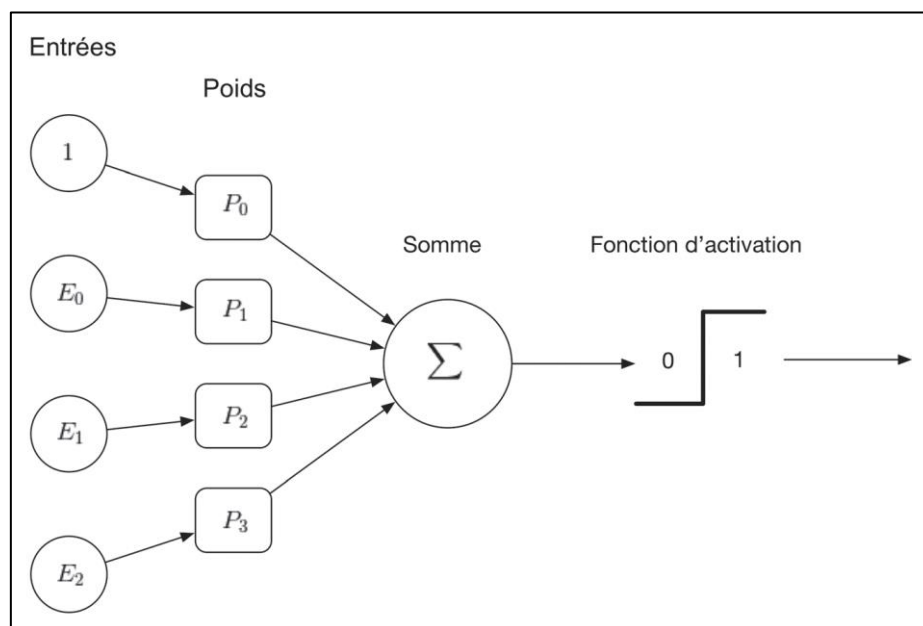 Entrées
Poids
1
P₀
Somme
Fonction d'activation
E₀
P₁
∑
0
1
E₁
P₂
E₂
P₃